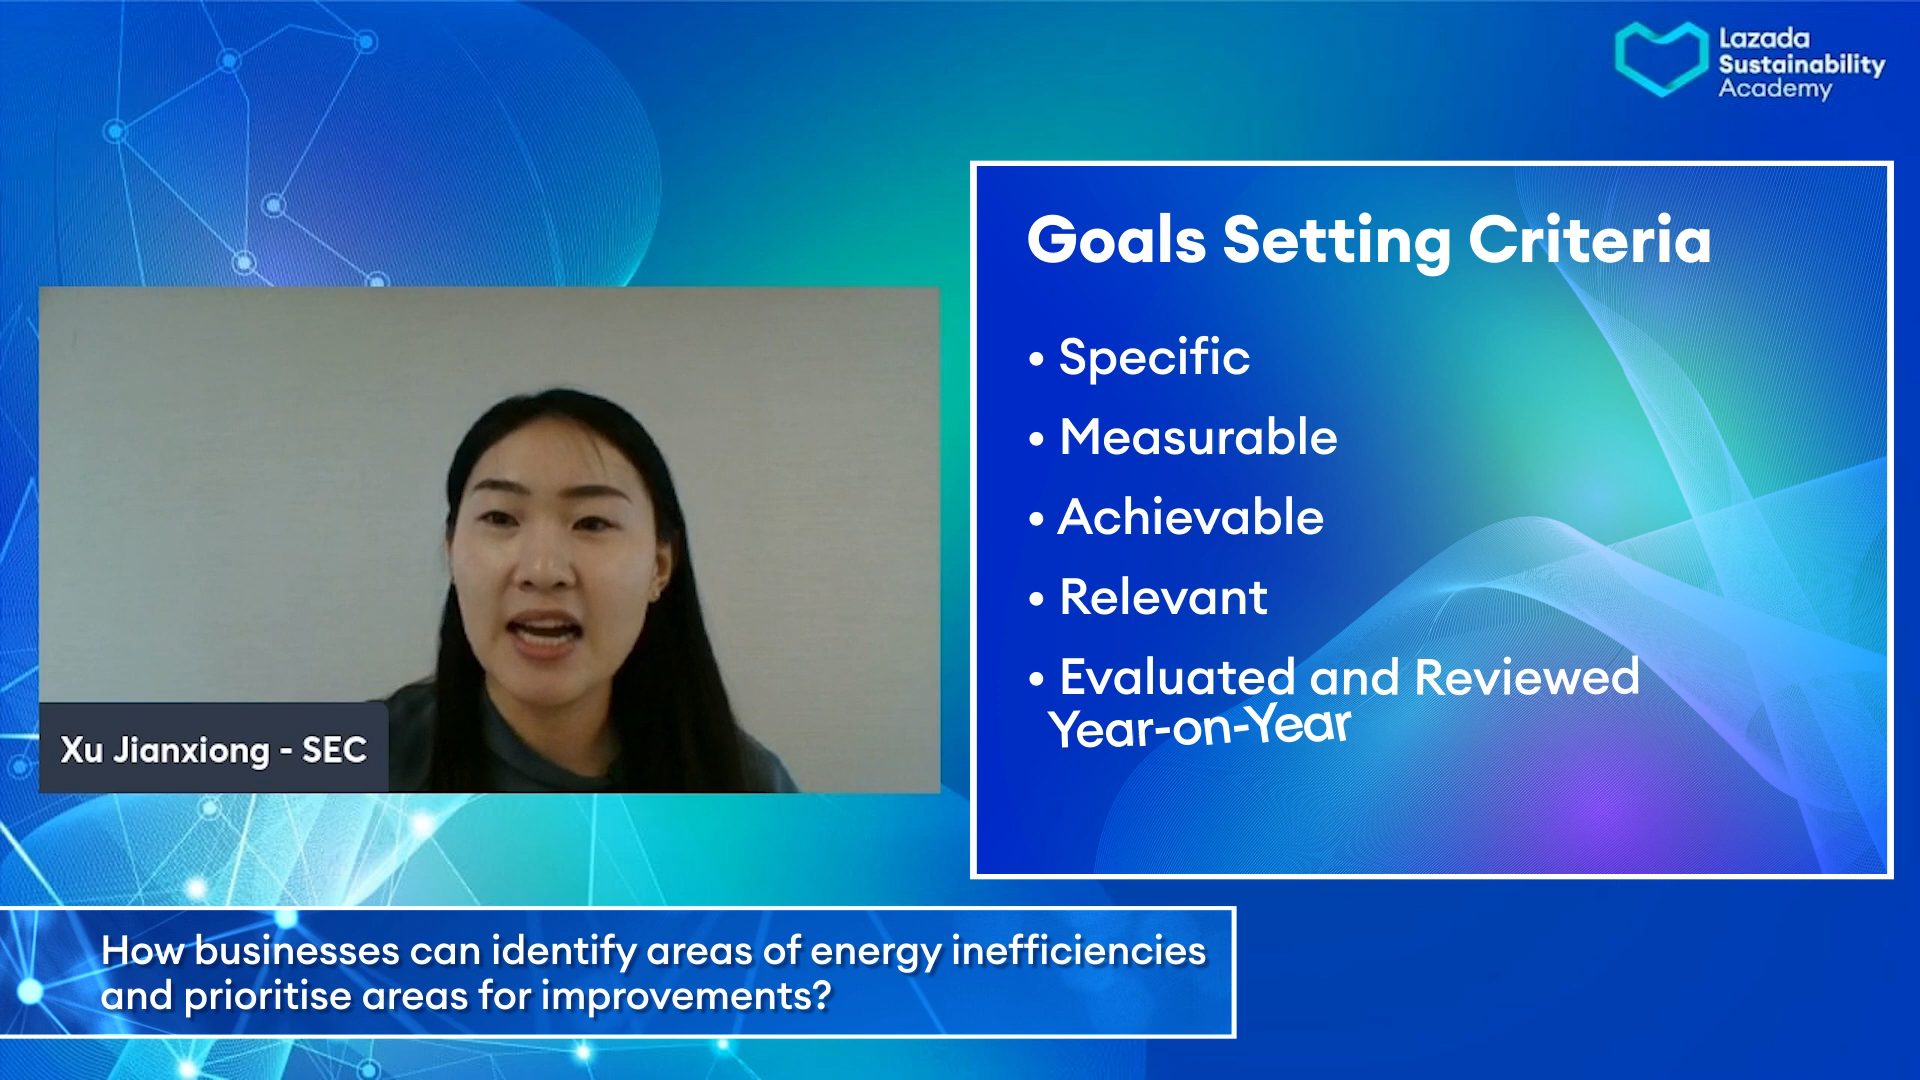 Lazada
Sustainability
Academy
Goals Setting Criteria
• Specific
• Measurable
• Achievable
• Relevant
• Evaluated and Reviewed
Year-on-Year
Xu Jianxiong - SEC
How businesses can identify areas of energy inefficiencies
and prioritise areas for improvements?